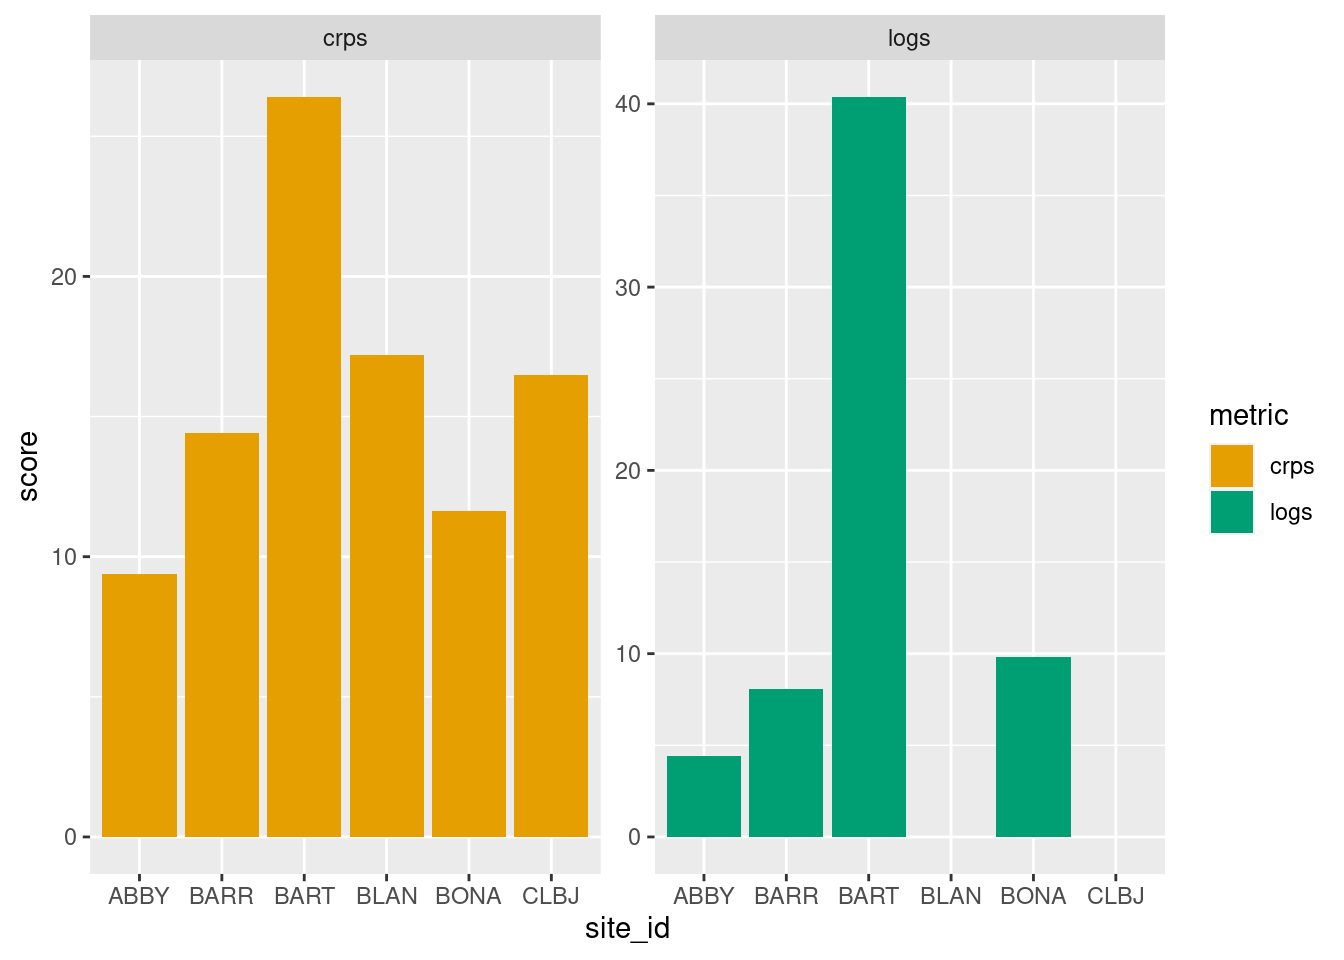 crps
logs
score
20
10
0
40
30
20
10
0
ABBY BARR BART BLAN BONA CLBJ
ABBY BARR BART BLAN BONA CLBJ
site_id
metric
crps
logs